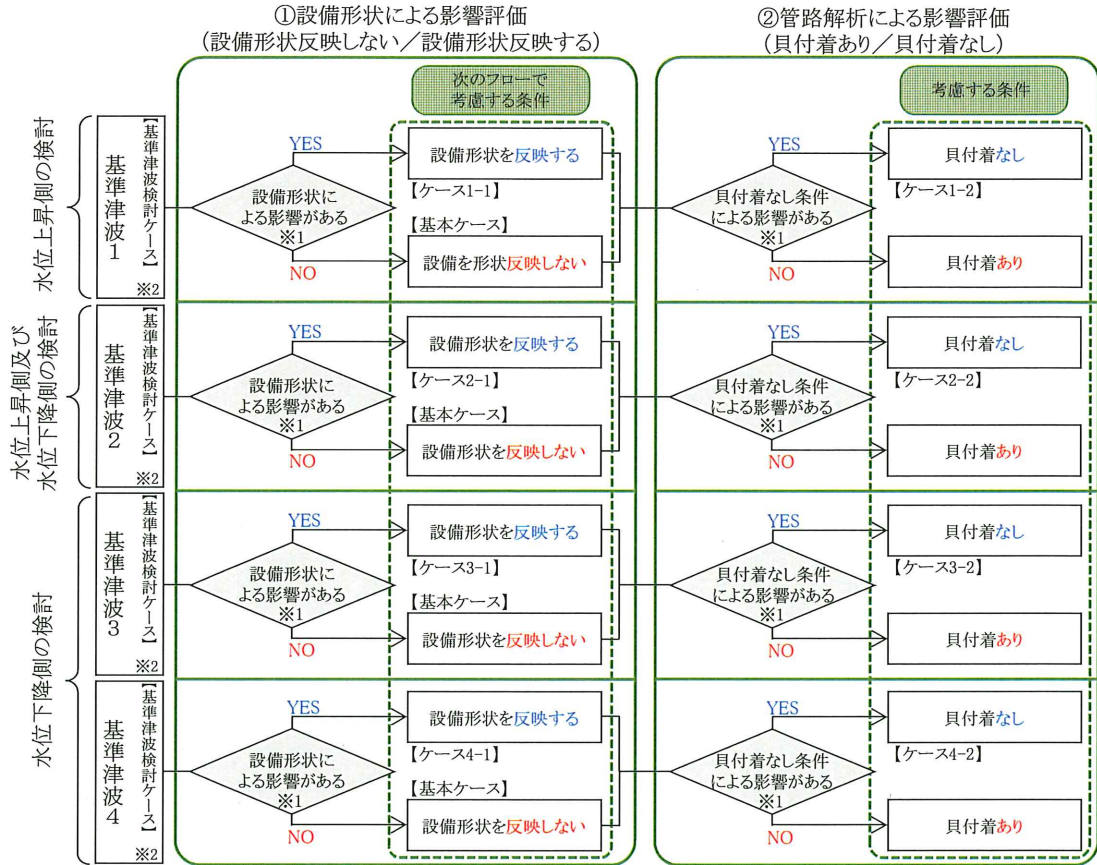 ①設備形状による影響評価
(設備形状反映しない／設備形状反映する)
②管路解析による影響評価
(貝付着あり／貝付着なし)
次のフローで
考慮する条件
考慮する条件
水位上昇側の検討
基準津波1
【基準津波検討ケース】
※2
設備形状に
よる影響がある
※1
YES
NO
設備形状を反映する
【ケース1-1】
【基本ケース】
設備を形状反映しない
貝付着なし条件
による影響がある
※1
YES
NO
貝付着なし
【ケース1-2】
貝付着あり
水位上昇側及び
水位下降側の検討
基準津波2
【基準津波検討ケース】
※2
設備形状に
よる影響がある
※1
YES
NO
設備形状を反映する
【ケース2-1】
【基本ケース】
設備形状を反映しない
貝付着なし条件
による影響がある
※1
YES
NO
貝付着なし
【ケース2-2】
貝付着あり
水位下降側の検討
基準津波3
【基準津波検討ケース】
※2
設備形状に
よる影響がある
※1
YES
NO
設備形状を反映する
【ケース3-1】
【基本ケース】
設備形状を反映しない
貝付着なし条件
による影響がある
※1
YES
NO
貝付着なし
【ケース3-2】
貝付着あり
基準津波4
【基準津波検討ケース】
※2
設備形状に
よる影響がある
※1
YES
NO
設備形状を反映する
【ケース4-1】
【基本ケース】
設備形状を反映しない
貝付着なし条件
による影響がある
※1
YES
NO
貝付着なし
【ケース4-2】
貝付着あり